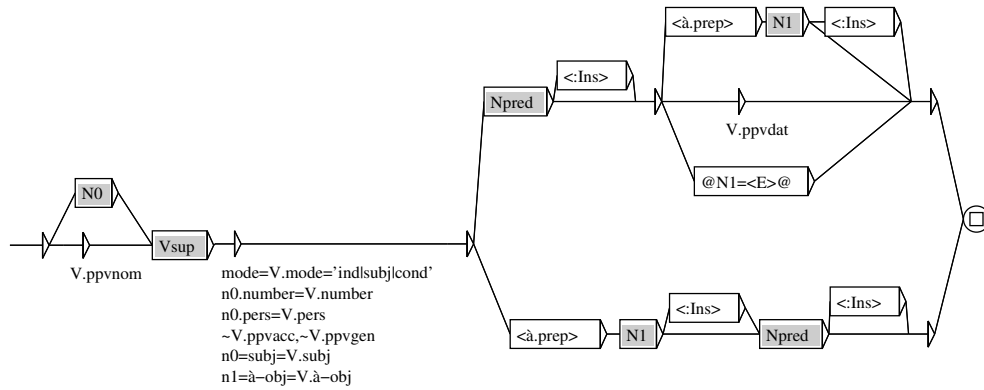 <à.prep> N1 <:Ins>
<:Ins>
Npred
V.ppvdat
@N1=<E>@
N0
Vsup
V.ppvnom
mode=V.mode='ind|subj|cond'
n0.number=V.number
n0.pers=V.pers
~V.ppvacc,~V.ppvgen
n0=subj=V.subj
n1=à−obj=V.à−obj
<:Ins> <:Ins>
<à.prep> N1 Npred